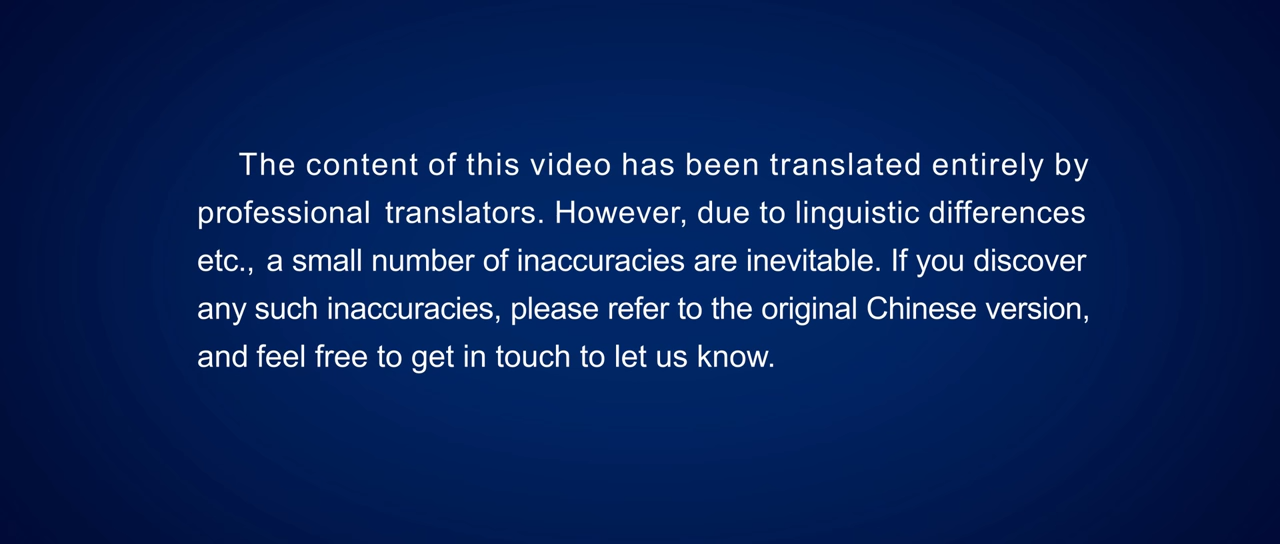 The content of this video has been translated entirely by
professional translators. However, due to linguistic differences
etc., a small number of inaccuracies are inevitable. If you discover
any such inaccuracies, please refer to the original Chinese version,
and feel free to get in touch to let us know.